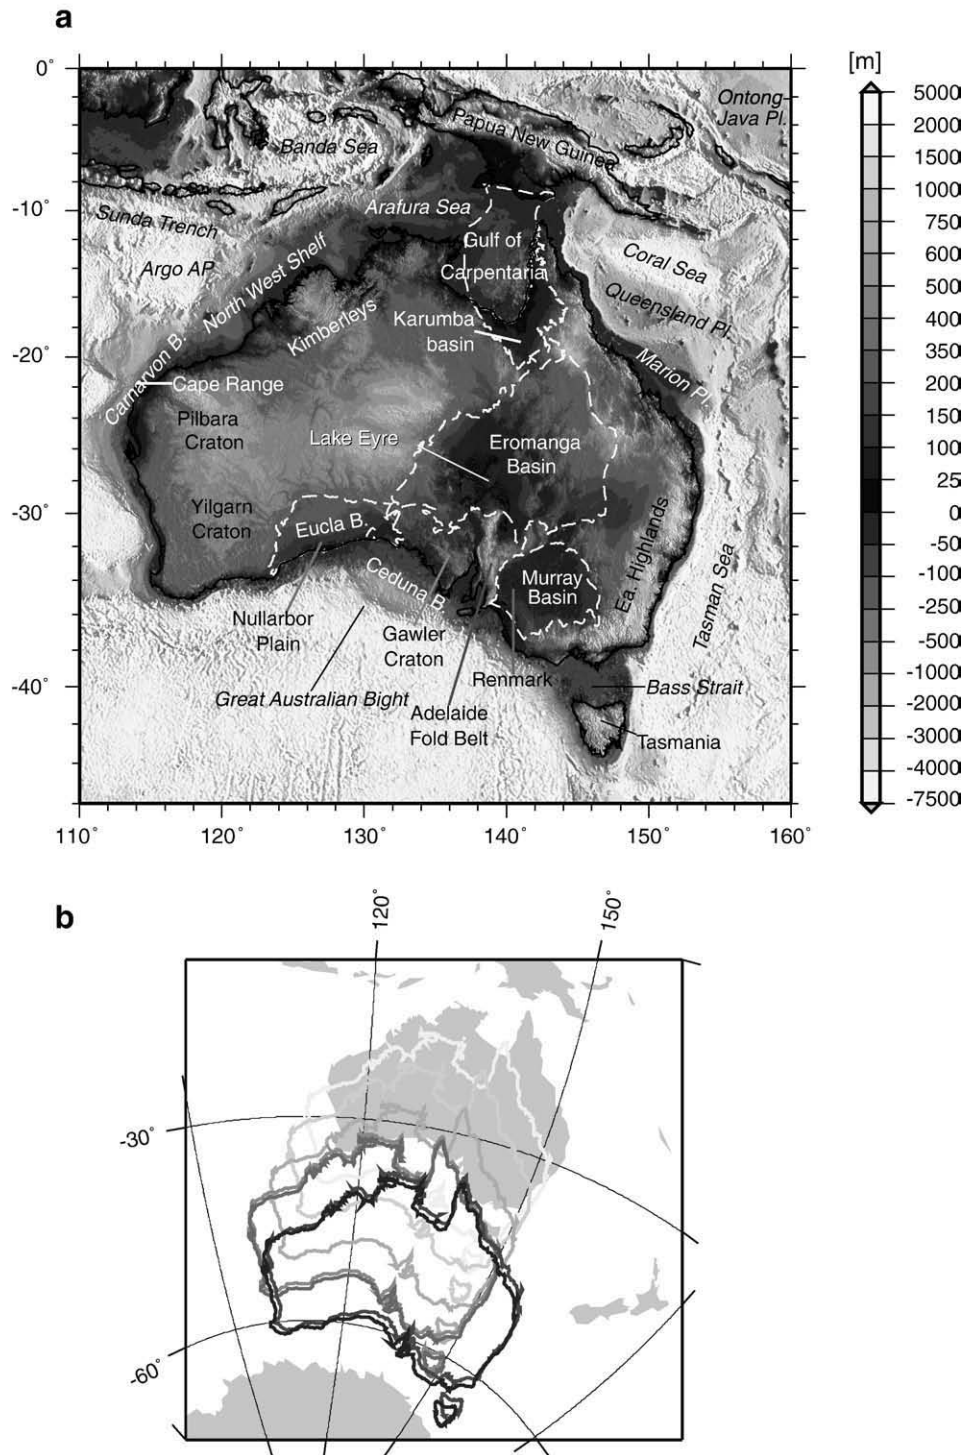 a
[m]
0°
-10°
-20°
-30°
-40°
110°
120°
130°
140°
150°
160°
Ontong-
Java Pl.
Papua New Guinea
Banda Sea
Arafura Sea
Sunda Trench
Gulf of
Carpentaria
Coral Sea
Argo AP
North West Shelf
Queensland Pl.
Kimberleys
Karumba
basin
Carnarvon B.
Marion Pl.
Cape Range
Pilbara
Craton
Lake Eyre
Eromanga
Basin
Yilgarn
Craton
Eucla B.
Ea. Highlands
Tasman Sea
Ceduna B.
Murray
Basin
Nullarbor
Plain
Gawler
Craton
Renmark
Bass Strait
Great Australian Bight
Adelaide
Fold Belt
Tasmania
5000
2000
1500
1000
750
600
500
400
350
200
150
100
25
0
-50
-100
-250
-500
-1000
-2000
-3000
-4000
-7500
b
120°
150°
-30°
-60°